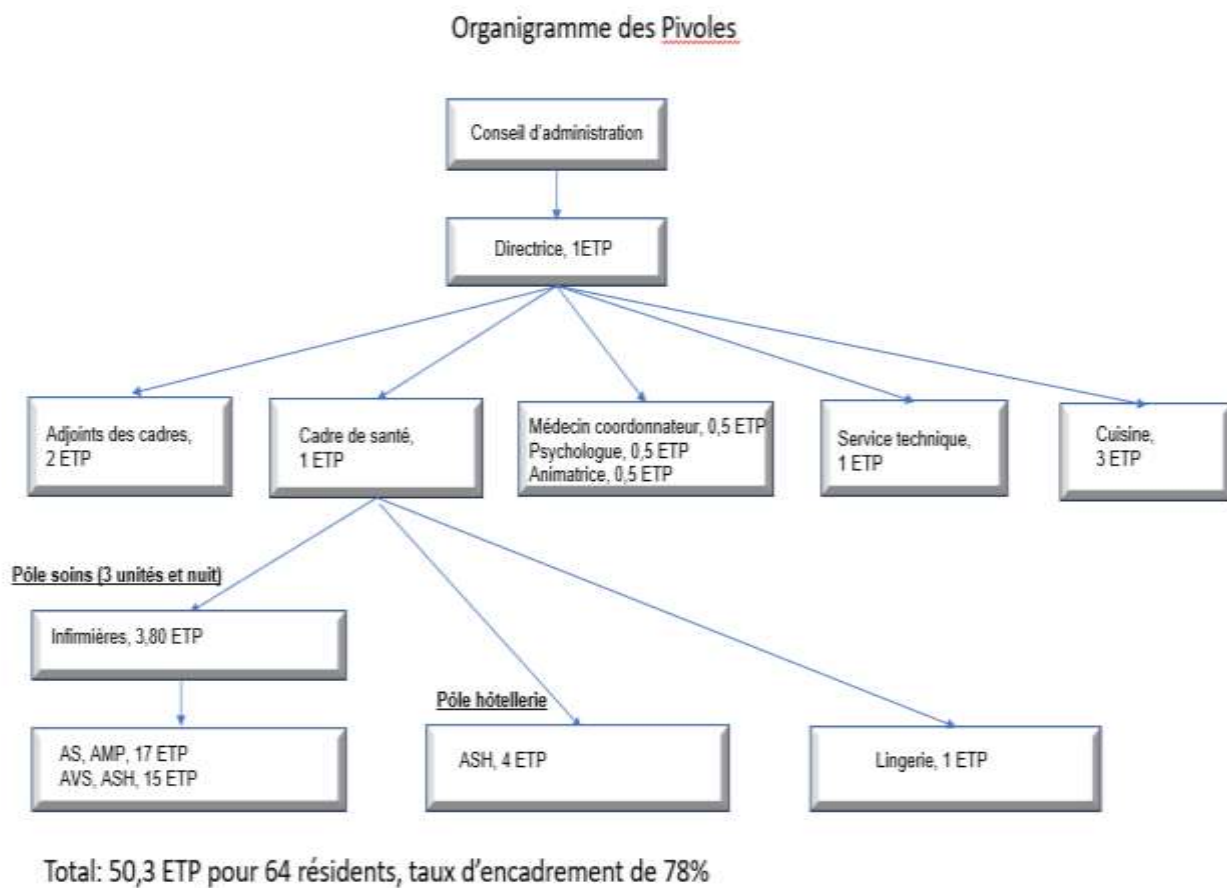 Organigramme des Pivoles
Conseil d'administration
Directrice, 1ETP
Adjoints des cadres,
2 ETP
Cadre de santé,
1 ETP
Médecin coordonnateur, 0,5 ETP
Psychologue, 0,5 ETP
Animatrice, 0,5 ETP
Service technique,
1 ETP
Cuisine,
3 ETP
Pôle soins (3 unités et nuit)
Infirmières, 3,80 ETP
AS, AMP, 17 ETP
AVS, ASH, 15 ETP
Pôle hôtellerie
ASH, 4 ETP
Lingerie, 1 ETP
Total: 50,3 ETP pour 64 résidents, taux d'encadrement de 78%